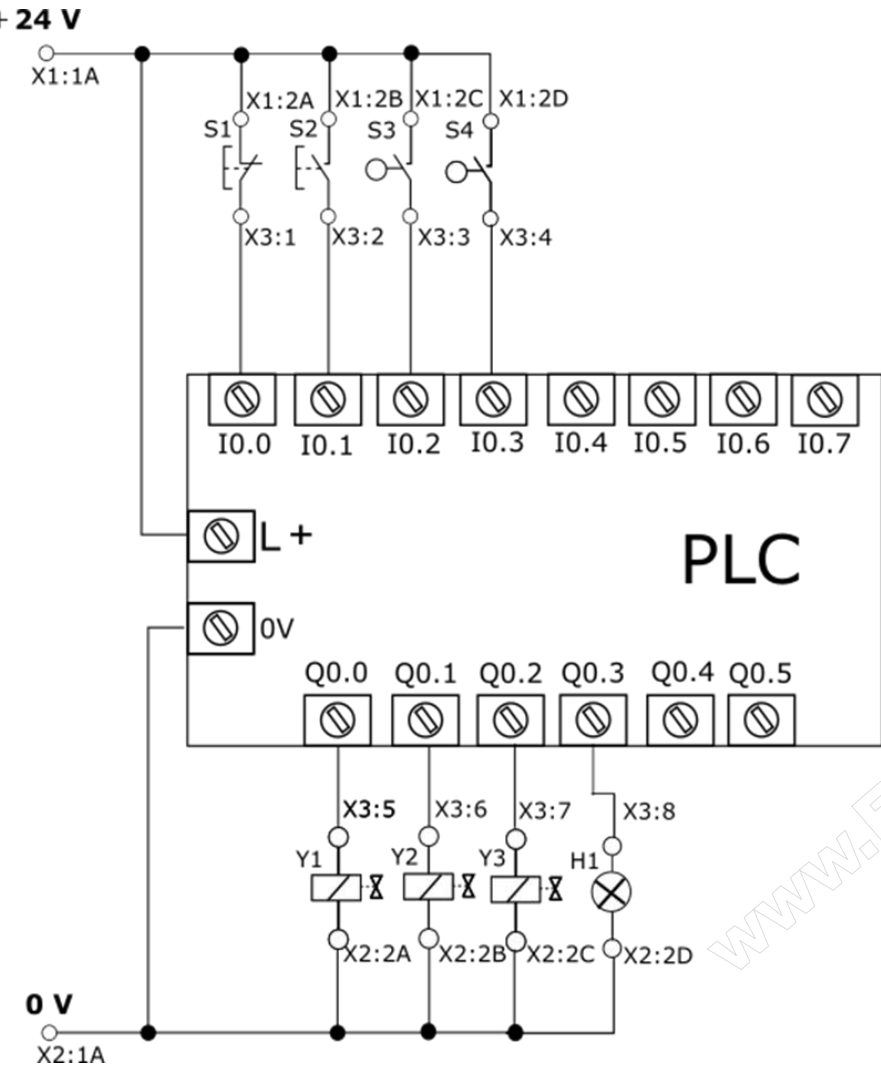 + 24 V
X1:1A
X1:2A X1:2B X1:2C X1:2D
S1 S2 S3 S4
X3:1 X3:2 X3:3 X3:4
I0.0 I0.1 I0.2 I0.3 I0.4 I0.5 I0.6 I0.7
L +
PLC
0V
Q0.0 Q0.1 Q0.2 Q0.3 Q0.4 Q0.5
X3:5 X3:6 X3:7 X3:8
Y1 Y2 Y3 H1
X2:2A X2:2B X2:2C X2:2D
0 V
X2:1A
www.